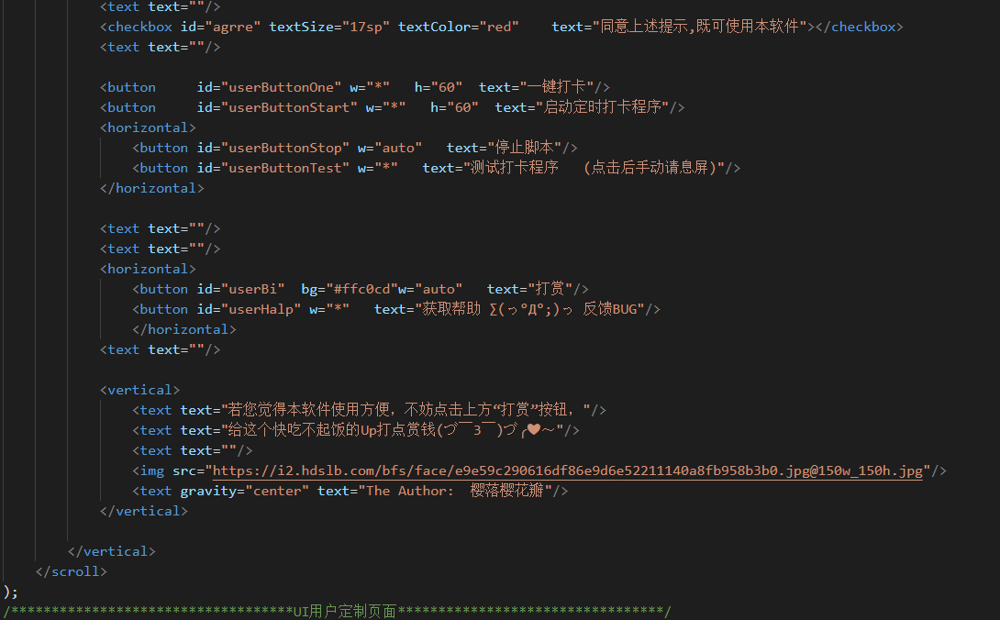 <text text=""/>
<checkbox id="agrre" textSize="17sp" textColor="red"    text="同意上述提示,既可使用本软件"></checkbox>
<text text=""/>
<button     id="userButtonOne" w="*"   h="60"  text="一键打卡"/>
<button     id="userButtonStart" w="*"   h="60"  text="启动定时打卡程序"/>
<horizontal>
<button id="userButtonStop" w="auto"   text="停止脚本"/>
<button id="userButtonTest" w="*"   text="测试打卡程序   (点击后手动请息屏)"/>
</horizontal>
<text text=""/>
<text text=""/>
<horizontal>
<button id="userBi"  bg="#ffc0cd"w="auto"   text="打赏"/>
<button id="userHalp" w="*"   text="获取帮助 ∑(っ°Д°;)っ 反馈BUG"/>
</horizontal>
<text text=""/>
<vertical>
<text text="若您觉得本软件使用方便，不妨点击上方“打赏”按钮，"/>
<text text="给这个快吃不起饭的Up打点赏钱(づ￣3￣)づ╭❤～"/>
<text text=""/>
<img src="https://i2.hdslb.com/bfs/face/e9e59c290616df86e9d6e52211140a8fb958b3b0.jpg@150w_150h.jpg"/>
<text gravity="center" text="The Author:  樱落樱花瓣"/>
</vertical>
</vertical>
</scroll>
);
/***********************************UI用户定制页面*********************************/